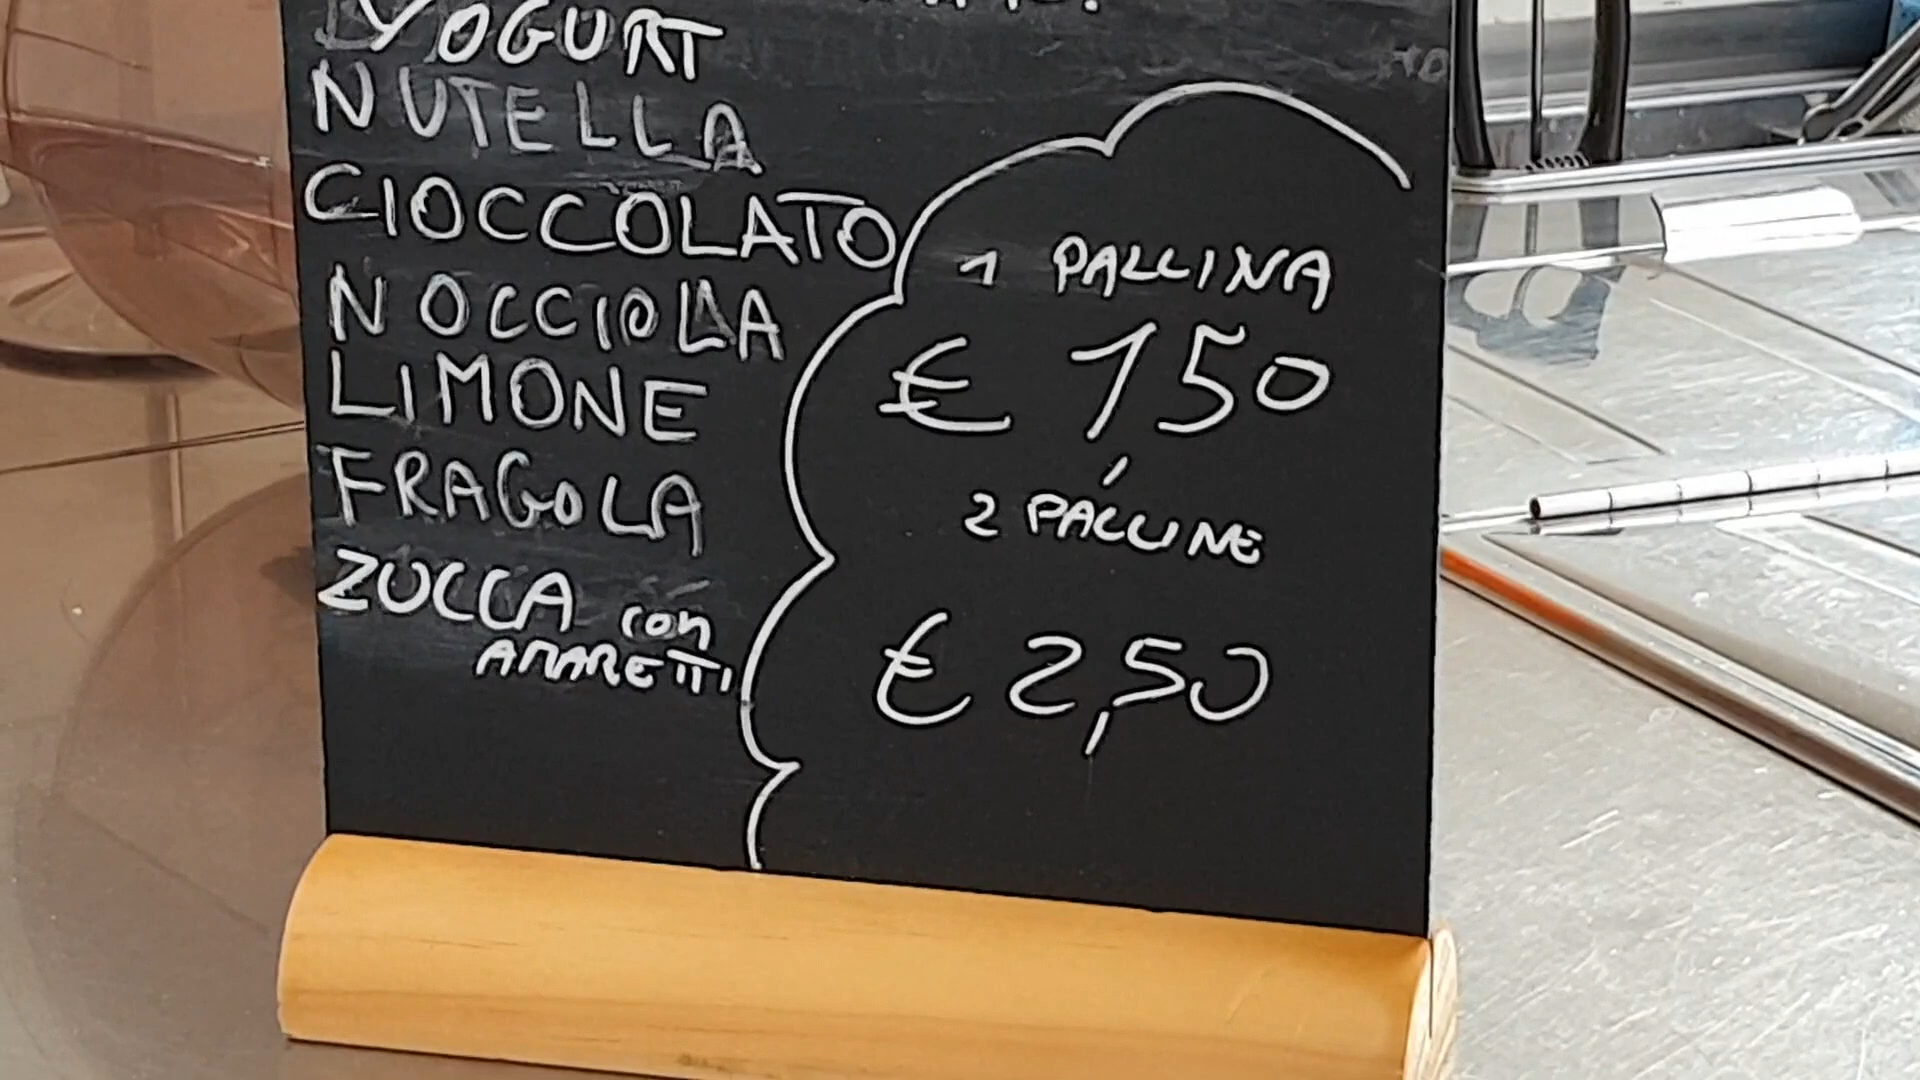 YOGURT
NUTELLA
CIOCCOLATO
NOCCIOLA
LIMONE
FRAGOLA
ZUCCA con
AMARETTI
1 PALLINA
€ 1,50
2 PALLINE
€ 2,50